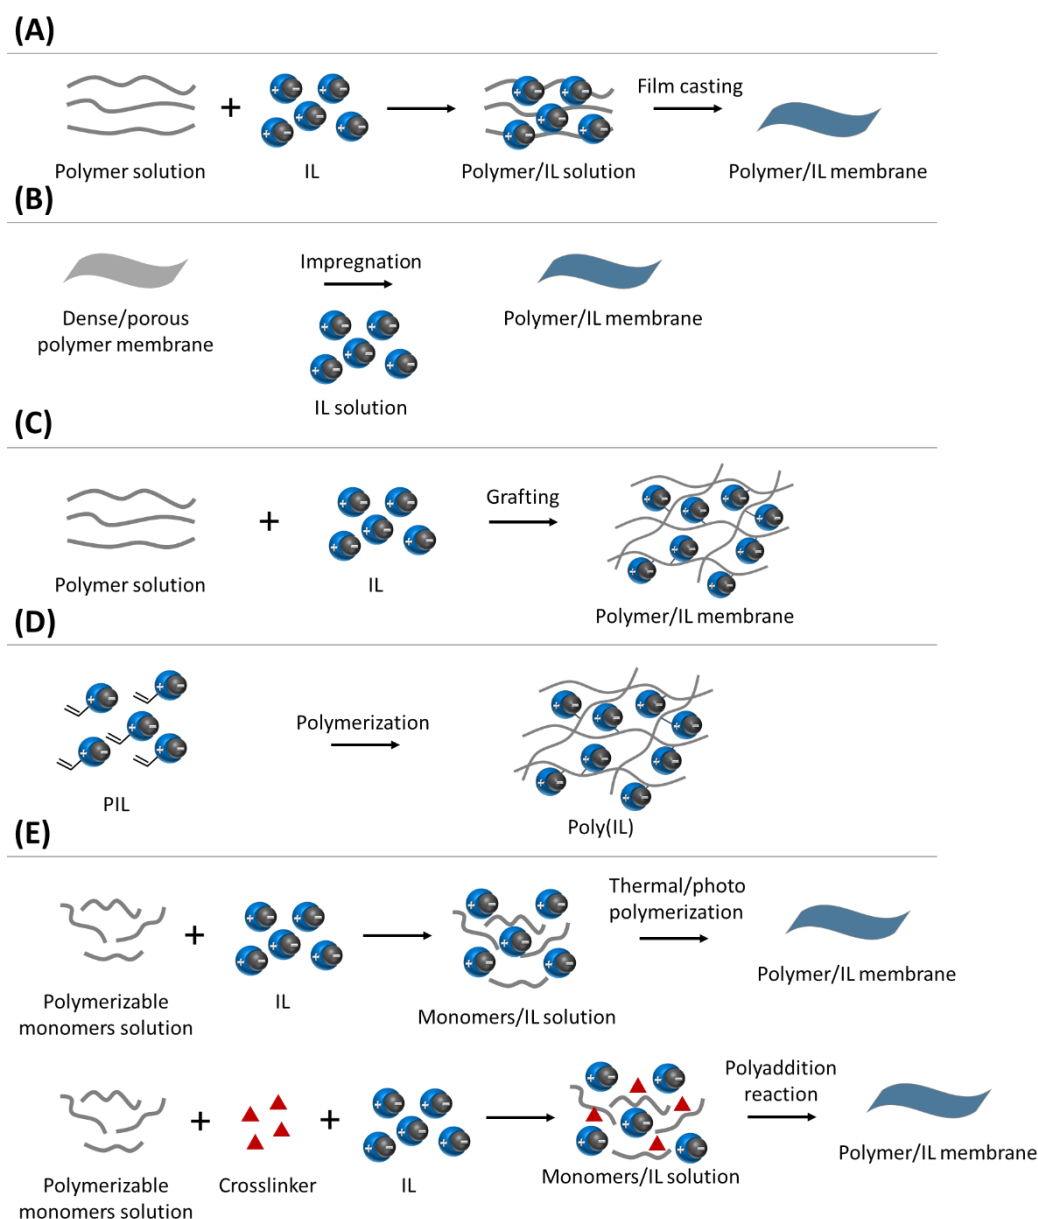 (A)
Polymer solution
+
IL
Polymer/IL solution
Film casting
Polymer/IL membrane
(B)
Dense/porous
polymer membrane
Impregnation
IL solution
Polymer/IL membrane
(C)
Polymer solution
+
IL
Grafting
Polymer/IL membrane
(D)
PIL
Polymerization
Poly(IL)
(E)
Polymerizable
monomers solution
+
IL
Monomers/IL solution
Thermal/photo
polymerization
Polymer/IL membrane
Polymerizable
monomers solution
+
Crosslinker
+
IL
Monomers/IL solution
Polyaddition
reaction
Polymer/IL membrane